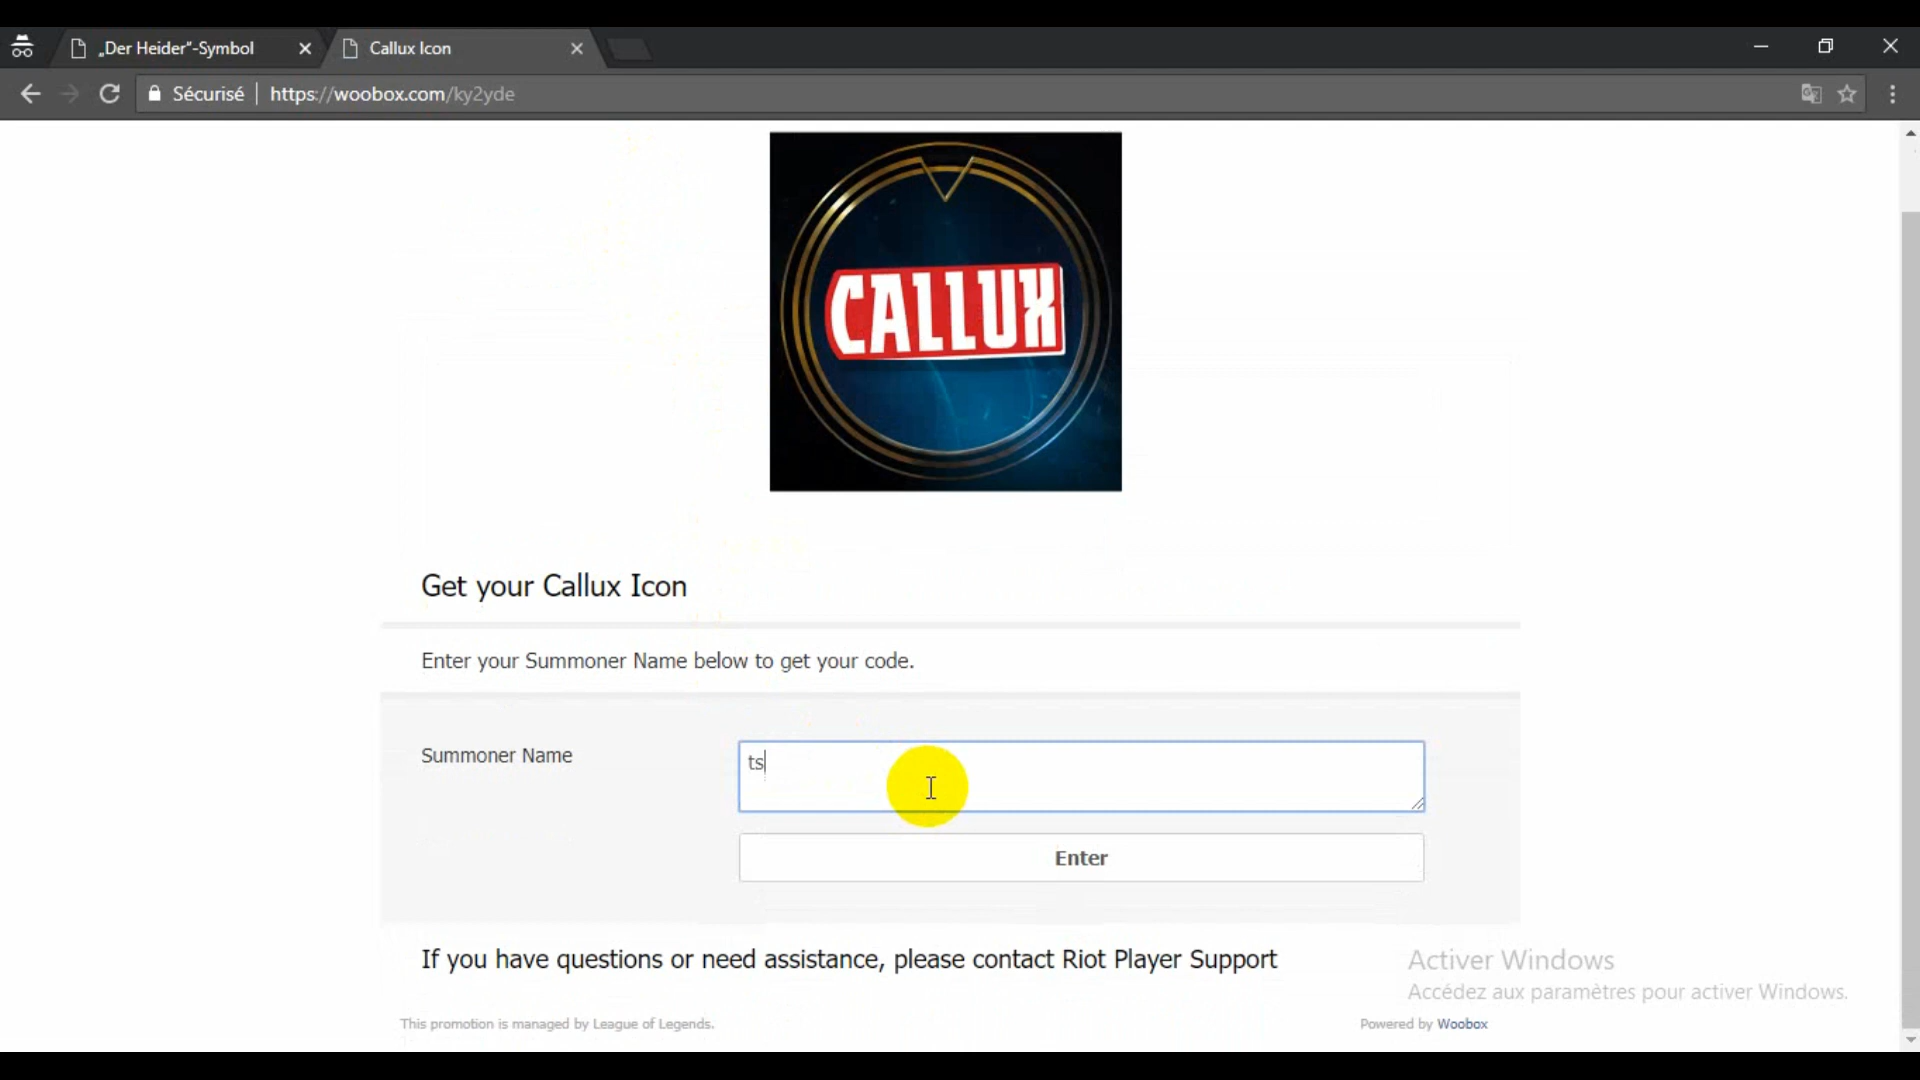 „Der Heider“-Symbol
Callux Icon
Sécurisé
https://woobox.com/ky2yde
CALLUX
Get your Callux Icon
Enter your Summoner Name below to get your code.
Summoner Name
ts
Enter
If you have questions or need assistance, please contact Riot Player Support
Activer Windows
Accédez aux paramètres pour activer Windows.
This promotion is managed by League of Legends.
Powered by Woobox